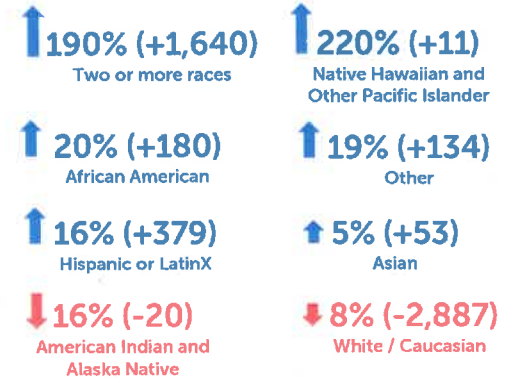 190% (+1,640)
Two or more races
220% (+11)
Native Hawaiian and
Other Pacific Islander
20% (+180)
African American
19% (+134)
Other
16% (+379)
Hispanic or LatinX
5% (+53)
Asian
16% (-20)
American Indian and
Alaska Native
8% (-2,887)
White / Caucasian